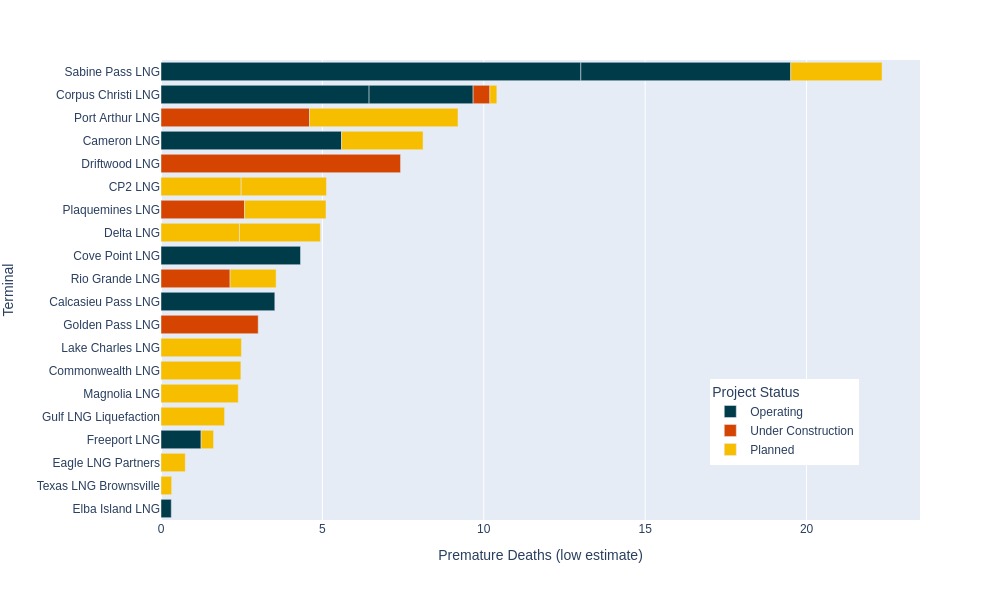 Sabine Pass LNG
Corpus Christi LNG
Port Arthur LNG
Cameron LNG
Driftwood LNG
CP2 LNG
Plaquemines LNG
Delta LNG
Cove Point LNG
Rio Grande LNG
Calcasieu Pass LNG
Golden Pass LNG
Lake Charles LNG
Commonwealth LNG
Magnolia LNG
Gulf LNG Liquefaction
Freeport LNG
Eagle LNG Partners
Texas LNG Brownsville
Elba Island LNG
Terminal
Project Status
Operating
Under Construction
Planned
0 5 10 15 20
Premature Deaths (low estimate)